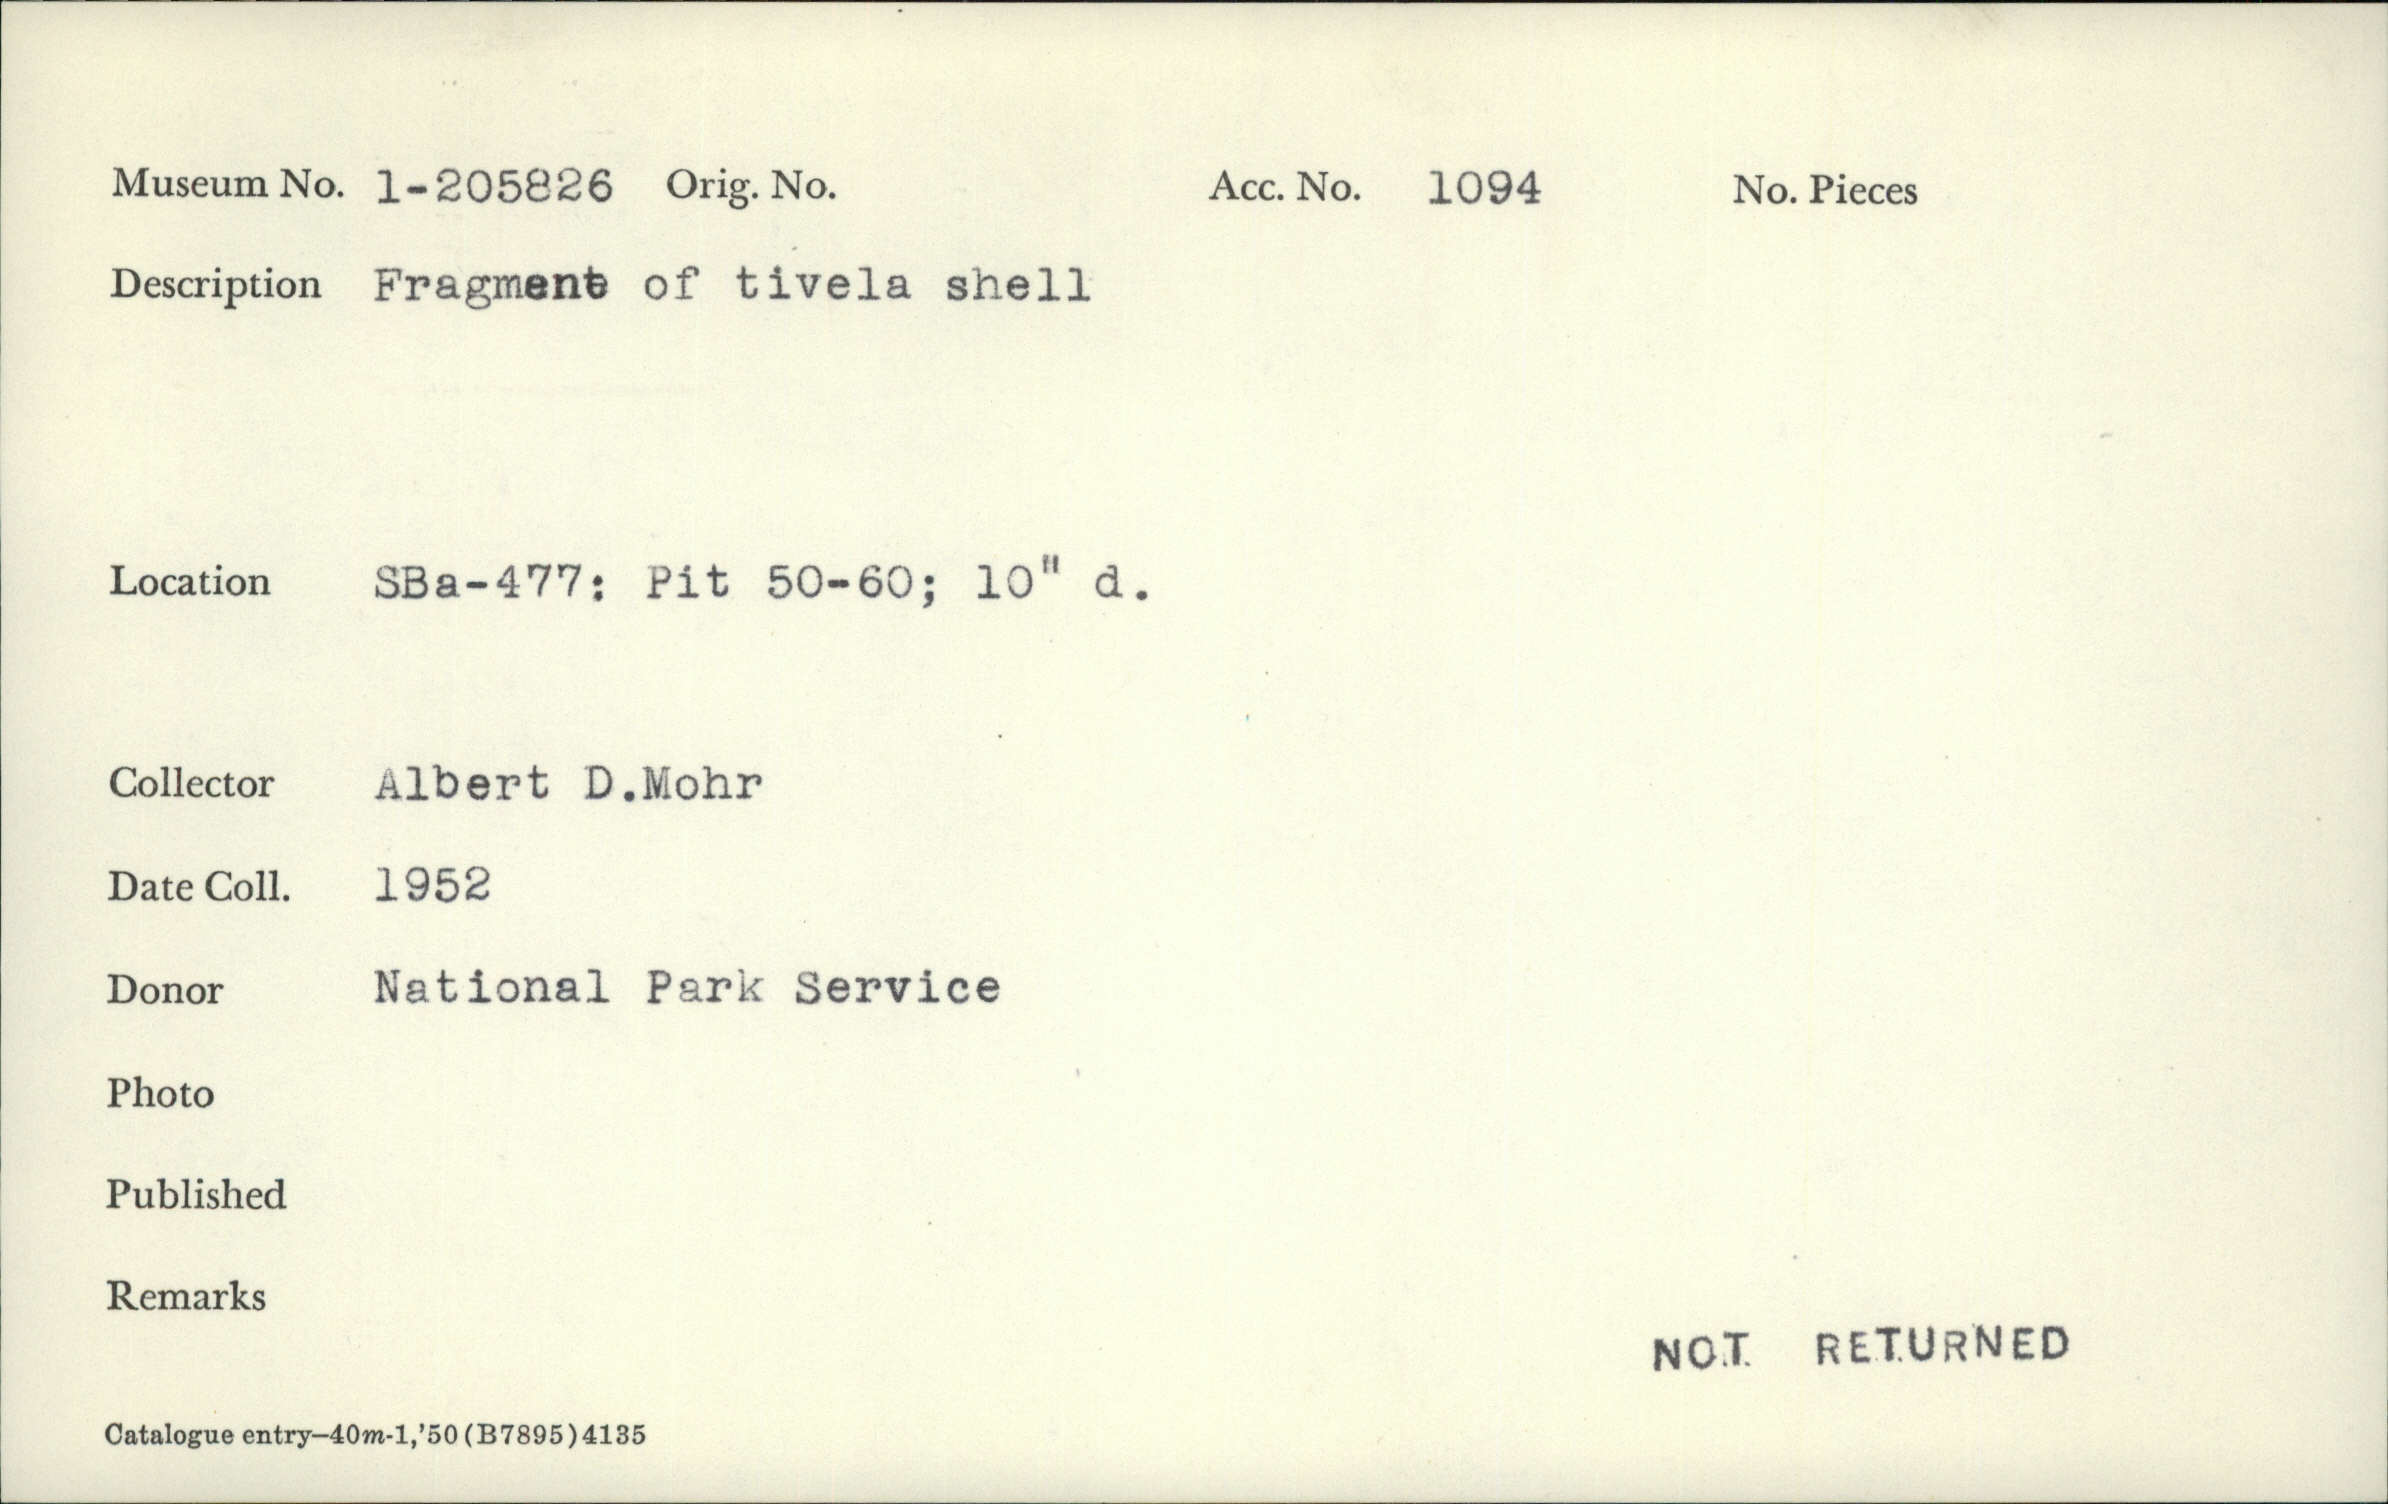 Museum No. 1-205826 Orig. No. Acc. No. 1094 No. Pieces
Description Fragment of tivela shell
Location SBa-477: Pit 50-60; 10" d.
Collector Albert D.Mohr
Date Coll. 1952
Donor National Park Service
Photo
Published
Remarks
NOT RETURNED
Catalogue entry—40m-1,'50(B7895)4135